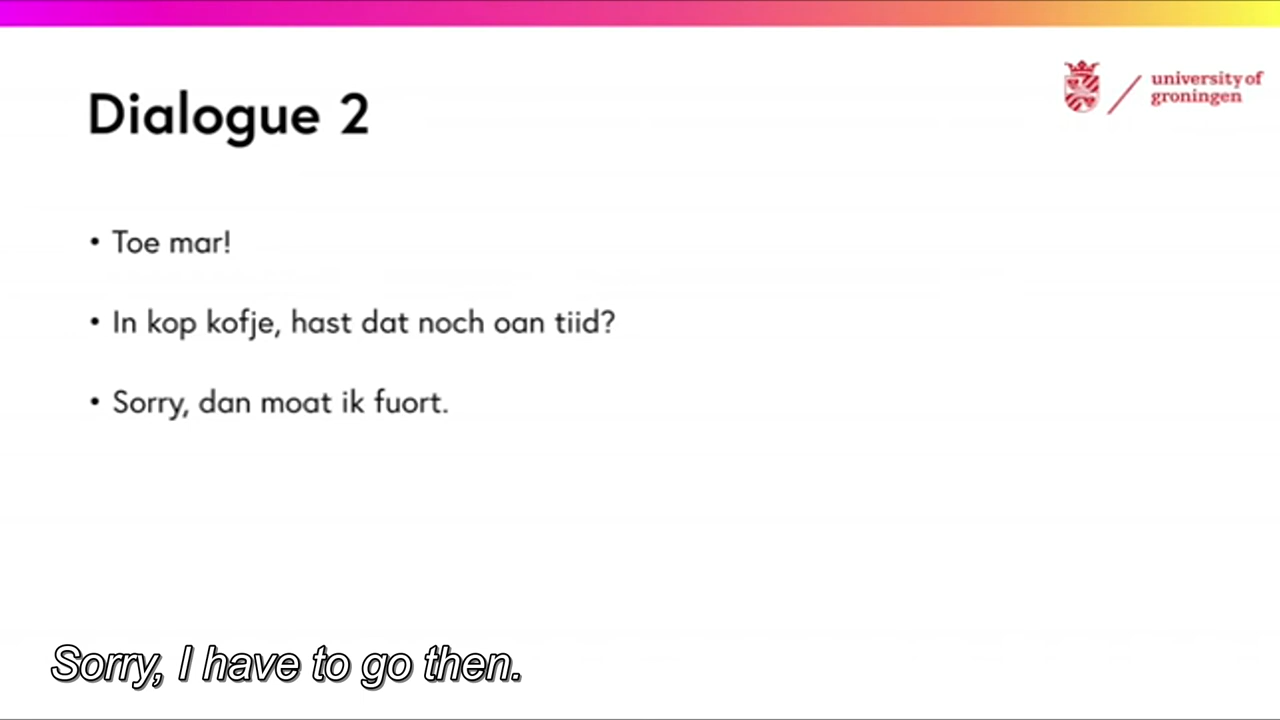 university of
groningen
Dialogue 2
• Toe mar!
• In kop kofje, hast dat noch oan tiid?
• Sorry, dan moat ik fuort.
Sorry, I have to go then.